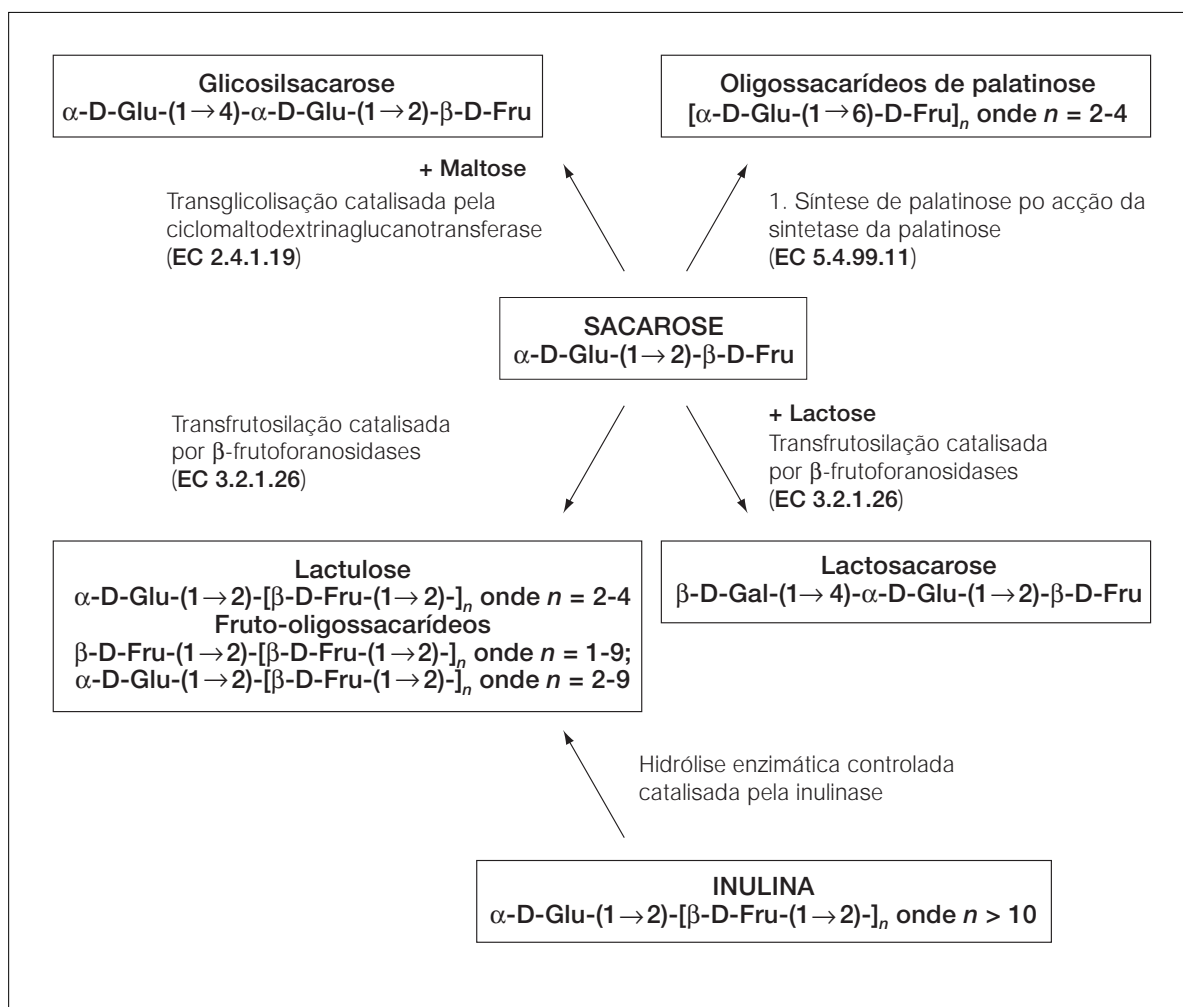 Glicosilsacarose
α-D-Glu-(1→4)-α-D-Glu-(1→2)-β-D-Fru
Oligossacarídeos de palatinose
[α-D-Glu-(1→6)-D-Fru]n onde n = 2-4
+ Maltose
Transglicolisação catalisada pela
ciclomaltodextrinaglucanotransferase
(EC 2.4.1.19)
1. Síntese de palatinose po acção da
sintetase da palatinose
(EC 5.4.99.11)
SACAROSE
α-D-Glu-(1→2)-β-D-Fru
Transfrutosilação catalisada
por β-frutoforanosidases
(EC 3.2.1.26)
+ Lactose
Transfrutosilação catalisada
por β-frutoforanosidases
(EC 3.2.1.26)
Lactulose
α-D-Glu-(1→2)-[β-D-Fru-(1→2)-]n onde n = 2-4
Fruto-oligossacarídeos
β-D-Fru-(1→2)-[β-D-Fru-(1→2)-]n onde n = 1-9;
α-D-Glu-(1→2)-[β-D-Fru-(1→2)-]n onde n = 2-9
Lactosacarose
β-D-Gal-(1→4)-α-D-Glu-(1→2)-β-D-Fru
Hidrólise enzimática controlada
catalisada pela inulinase
INULINA
α-D-Glu-(1→2)-[β-D-Fru-(1→2)-]n onde n > 10